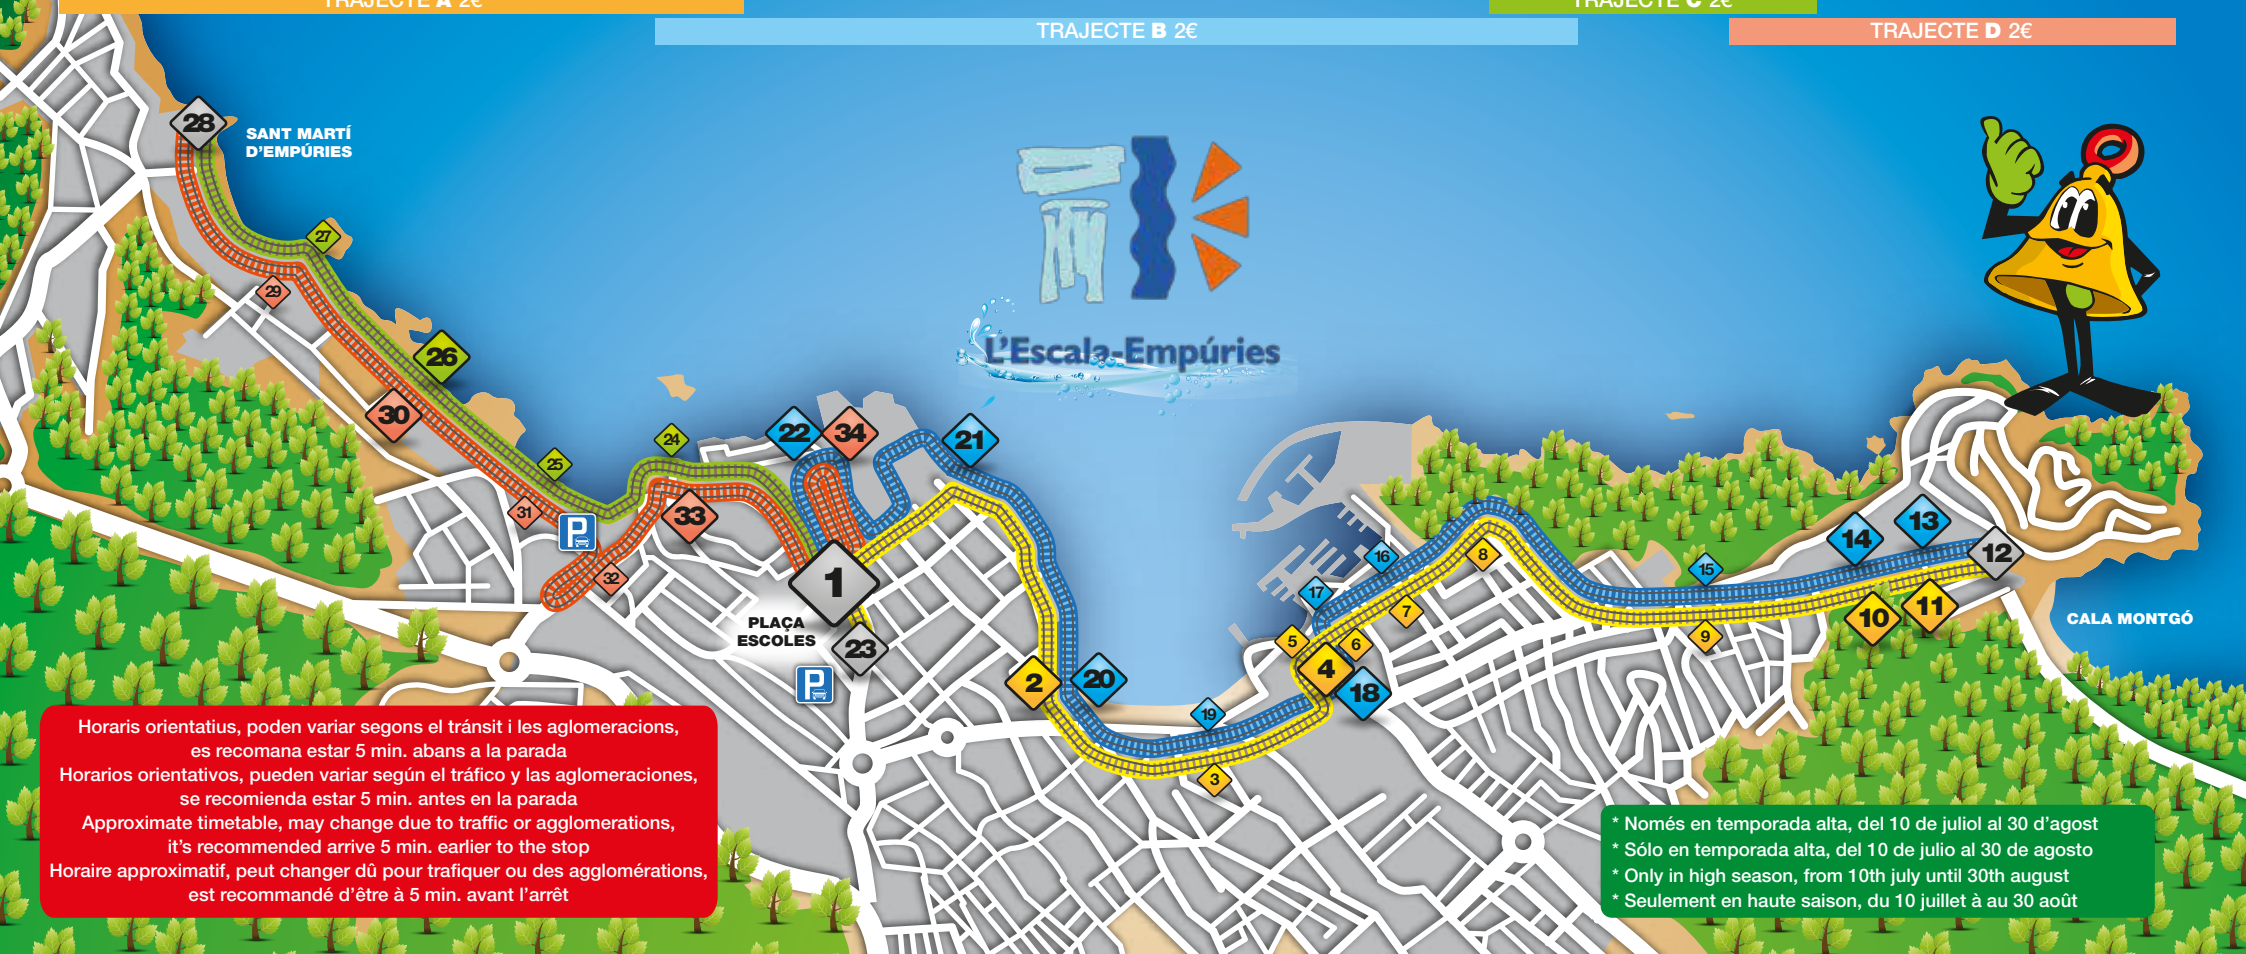 TRAJECTE A 2€
TRAJECTE C 2€
TRAJECTE B 2€
TRAJECTE D 2€
28
SANT MARTÍ
D'EMPÚRIES
27
29
26
30
25
24
31
P
32
33
22
34
21
1
PLAÇA
ESCOLES
23
P
2
20
19
3
L'Escala-Empúries
17
16
5
6
4
18
7
8
15
9
14
13
12
10
11
CALA MONTGÓ
Horaris orientatius, poden variar segons el tránsit i les aglomeracions,
es recomana estar 5 min. abans a la parada
Horarios orientativos, pueden variar según el tráfico y las aglomeraciones,
se recomienda estar 5 min. antes en la parada
Approximate timetable, may change due to traffic or agglomerations,
it's recommended arrive 5 min. earlier to the stop
Horaire approximatif, peut changer dû pour trafiquer ou des agglomérations,
est recommandé d'être à 5 min. avant l'arrêt
* Només en temporada alta, del 10 de juliol al 30 d'agost
* Sólo en temporada alta, del 10 de julio al 30 de agosto
* Only in high season, from 10th july until 30th august
* Seulement en haute saison, du 10 juillet à au 30 août